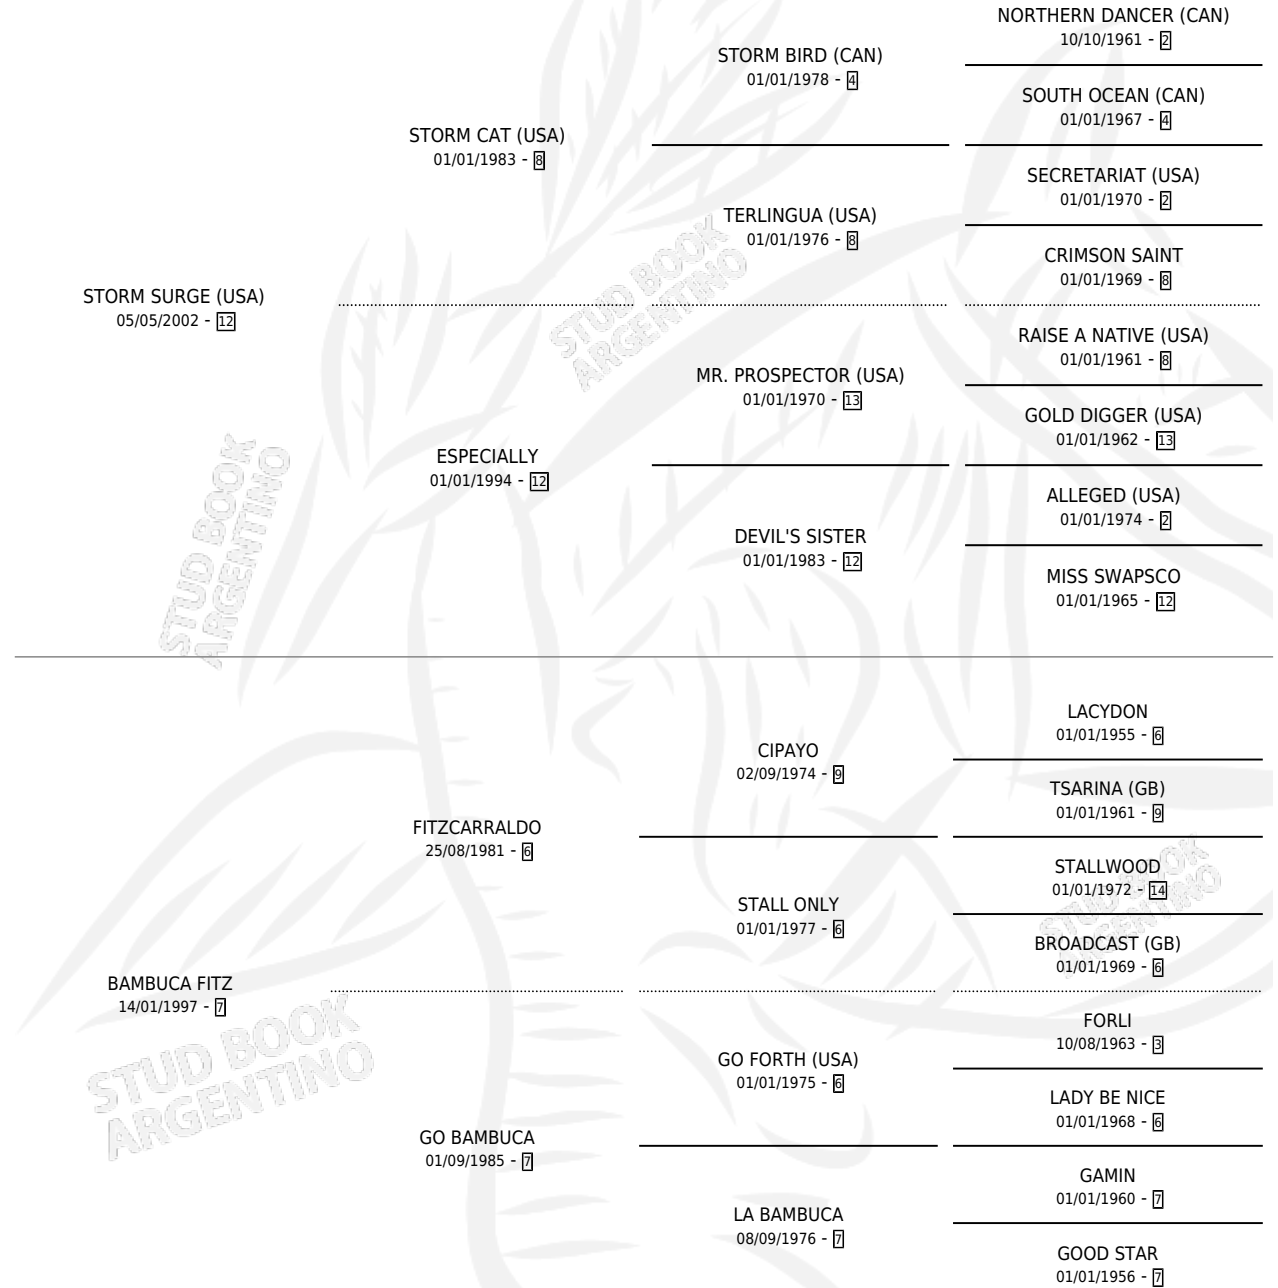 NORTHERN DANCER (CAN)
10/10/1961 - 2
STORM BIRD (CAN)
01/01/1978 - 4
SOUTH OCEAN (CAN)
01/01/1967 - 4
STORM CAT (USA)
01/01/1983 - 8
SECRETARIAT (USA)
01/01/1970 - 2
TERLINGUA (USA)
01/01/1976 - 8
CRIMSON SAINT
01/01/1969 - 8
STORM SURGE (USA)
05/05/2002 - 12
RAISE A NATIVE (USA)
01/01/1961 - 8
MR. PROSPECTOR (USA)
01/01/1970 - 13
GOLD DIGGER (USA)
01/01/1962 - 13
ESPECIALLY
01/01/1994 - 12
ALLEGED (USA)
01/01/1974 - 2
DEVIL'S SISTER
01/01/1983 - 12
MISS SWAPSCO
01/01/1965 - 12
LACYDON
01/01/1955 - 6
CIPAYO
02/09/1974 - 9
TSARINA (GB)
01/01/1961 - 9
FITZCARRALDO
25/08/1981 - 6
STALLWOOD
01/01/1972 - 14
STALL ONLY
01/01/1977 - 6
BROADCAST (GB)
01/01/1969 - 6
BAMBUCA FITZ
14/01/1997 - 7
FORLI
10/08/1963 - 3
GO FORTH (USA)
01/01/1975 - 6
LADY BE NICE
01/01/1968 - 6
GO BAMBUCA
01/09/1985 - 7
GAMIN
01/01/1960 - 7
LA BAMBUCA
08/09/1976 - 7
GOOD STAR
01/01/1956 - 7
STUD BOOK
ARGENTINO
STUD BOOK
ARGENTINO
STUD BOOK
ARGENTINO
STUD BOOK
ARGENTINO